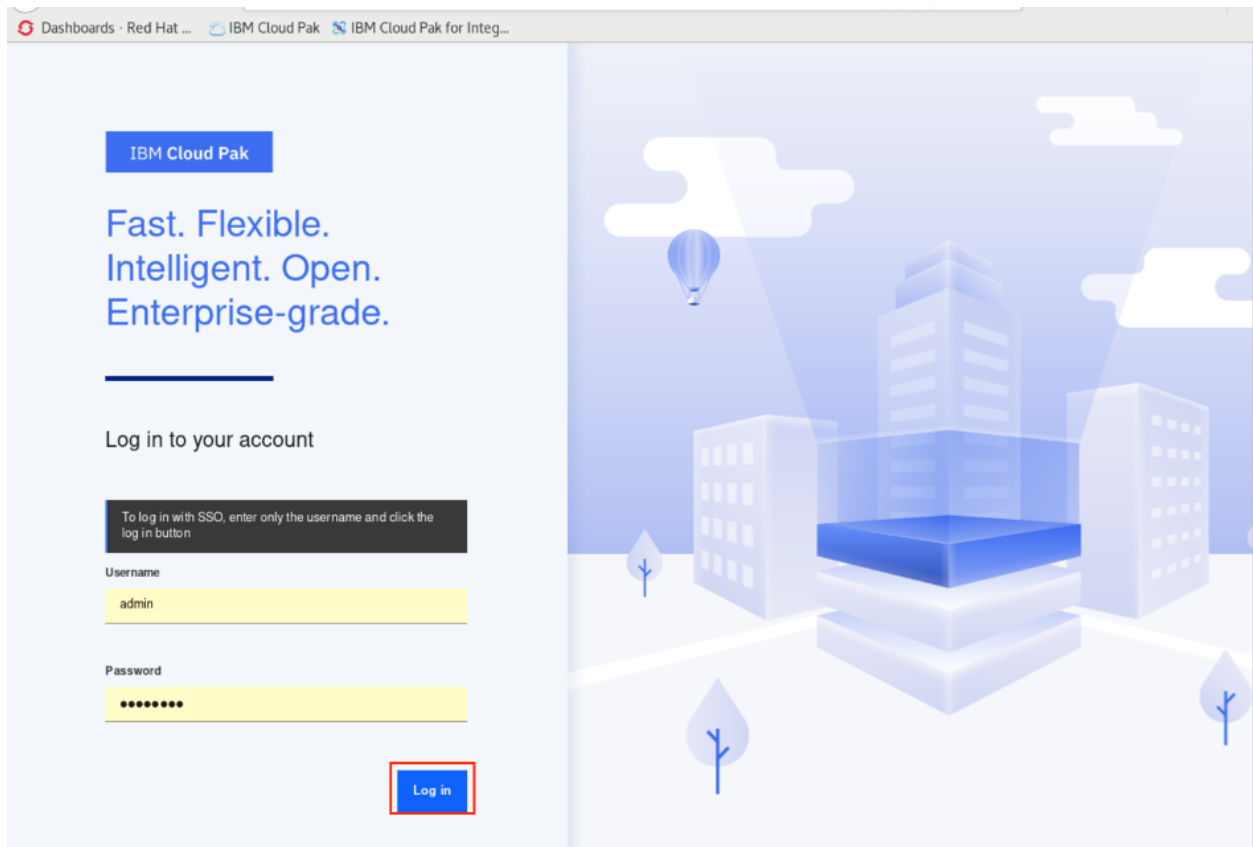 Dashboards · Red Hat ... IBM Cloud Pak IBM Cloud Pak for Integ...
IBM Cloud Pak
Fast. Flexible.
Intelligent. Open.
Enterprise-grade.
Log in to your account
To log in with SSO, enter only the username and click the
log in button
Username
admin
Password
••••••••
Log in